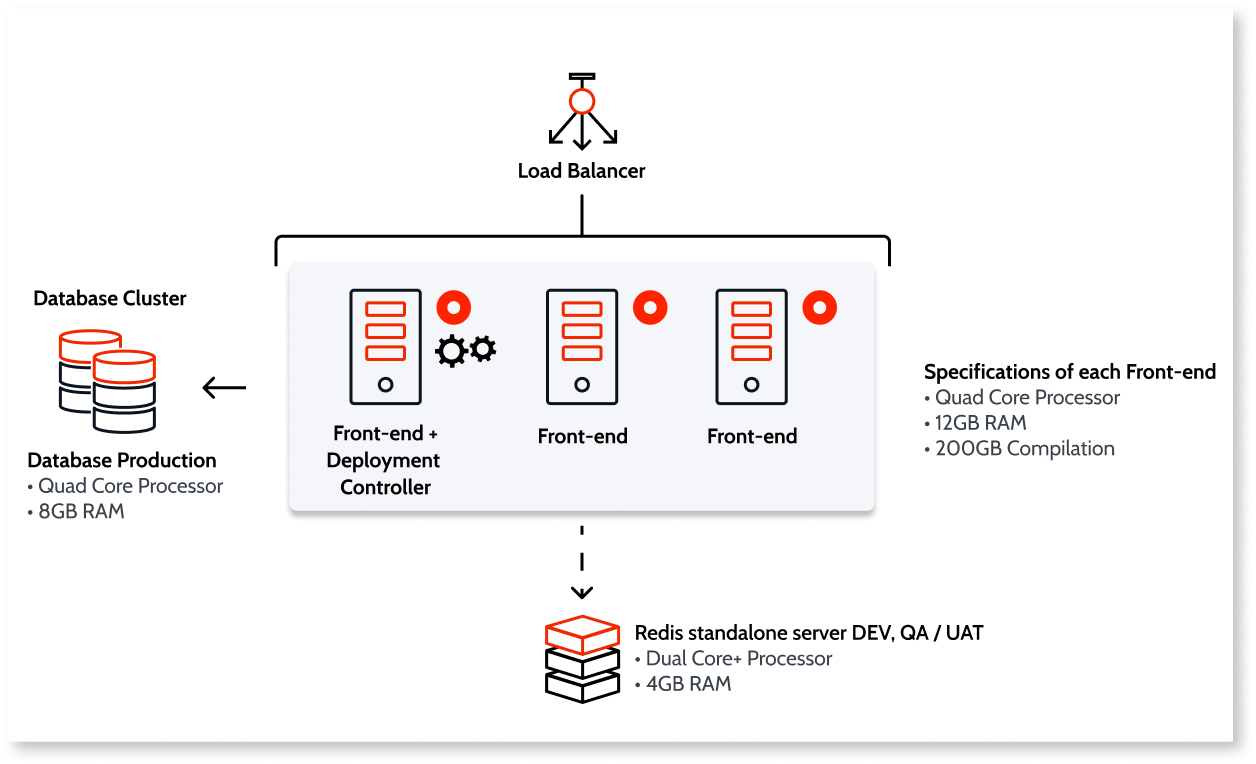 Load Balancer
Database Cluster
Database Production
• Quad Core Processor
• 8GB RAM
Front-end +
Deployment
Controller
Front-end
Front-end
Specifications of each Front-end
• Quad Core Processor
• 12GB RAM
• 200GB Compilation
Redis standalone server DEV, QA / UAT
• Dual Core+ Processor
• 4GB RAM